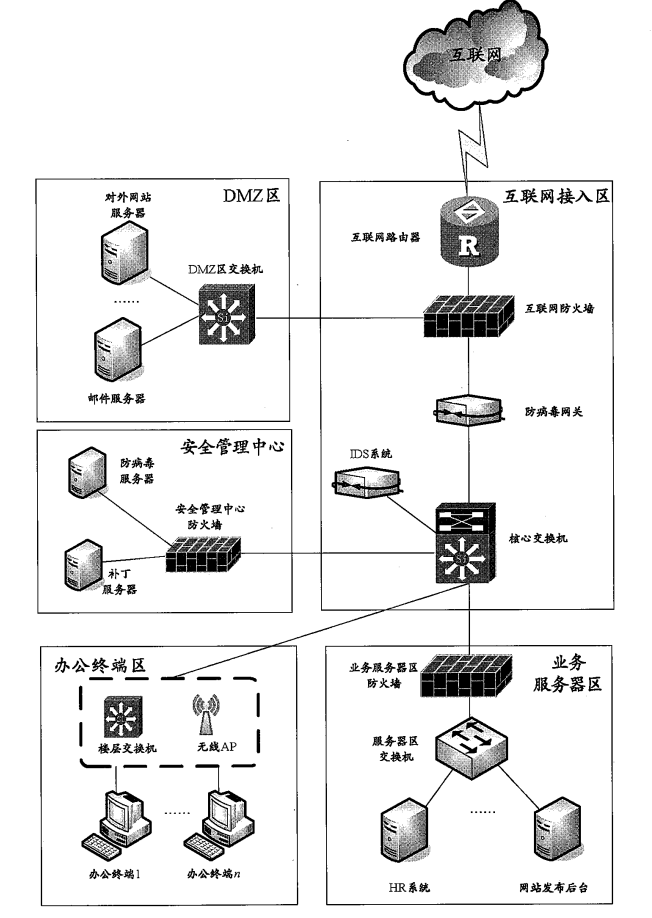 互联网
对外网站
服务器
DMZ区
DMZ区交换机
......
邮件服务器
互联网接入区
互联网路由器
R
互联网防火墙
防病毒网关
IDS系统
核心交换机
SI
SI
安全管理中心
防病毒
服务器
安全管理中心
防火墙
补丁
服务器
办公终端区
楼层交换机
无线AP
......
办公终端1
办公终端n
业务
服务器区
业务服务器区
防火墙
服务器区
交换机
......
HR系统
网站发布后台